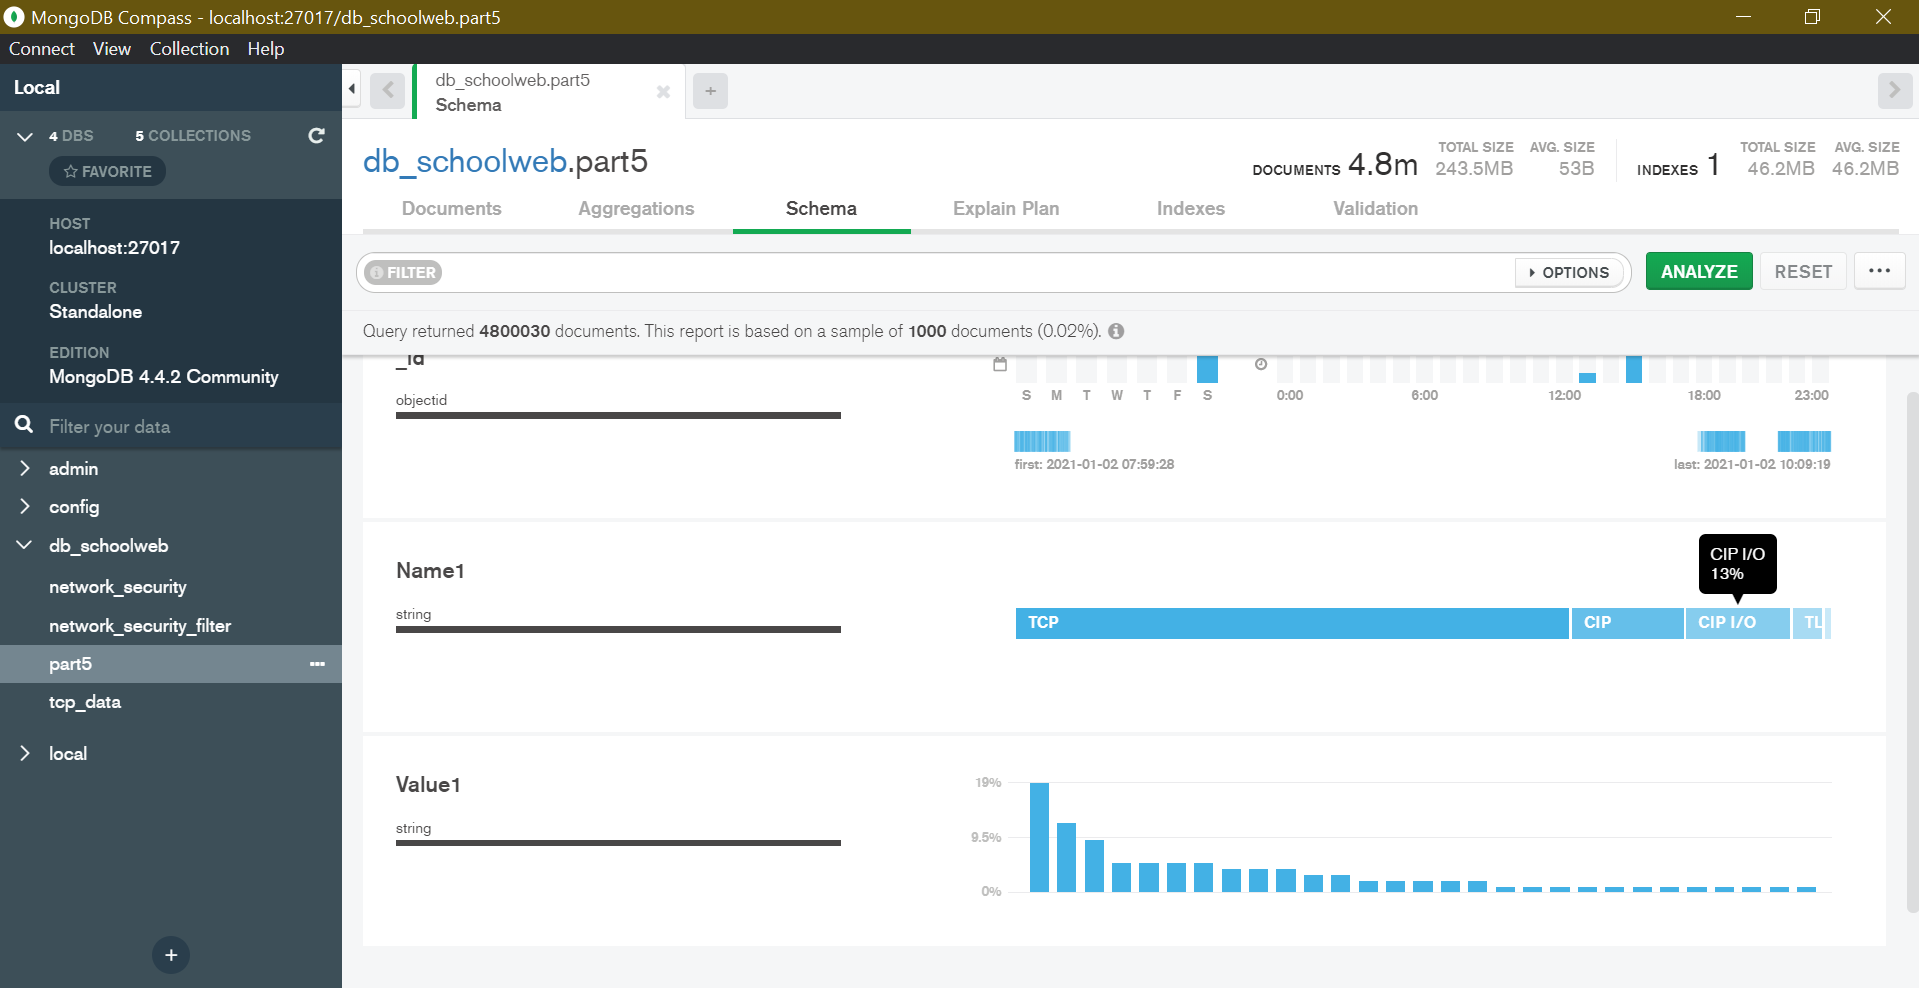 MongoDB Compass - localhost:27017/db_schoolweb.part5
Connect View Collection Help
Local
4 DBS 5 COLLECTIONS
FAVORITE
HOST
localhost:27017
CLUSTER
Standalone
EDITION
MongoDB 4.4.2 Community
Filter your data
admin
config
db_schoolweb
network_security
network_security_filter
part5
tcp_data
local
+
db_schoolweb.part5
Schema
+
db_schoolweb.part5
DOCUMENTS 4.8m
TOTAL SIZE
243.5MB
AVG. SIZE
53B
INDEXES 1
TOTAL SIZE
46.2MB
AVG. SIZE
46.2MB
Documents Aggregations Schema Explain Plan Indexes Validation
FILTER
OPTIONS
ANALYZE
RESET
Query returned 4800030 documents. This report is based on a sample of 1000 documents (0.02%).
_id
objectid
S M T W T F S
0:00 6:00 12:00 18:00 23:00
first: 2021-01-02 07:59:28
last: 2021-01-02 10:09:19
Name1
string
CIP I/O
13%
TCP CIP CIP I/O TL
Value1
string
19%
9.5%
0%